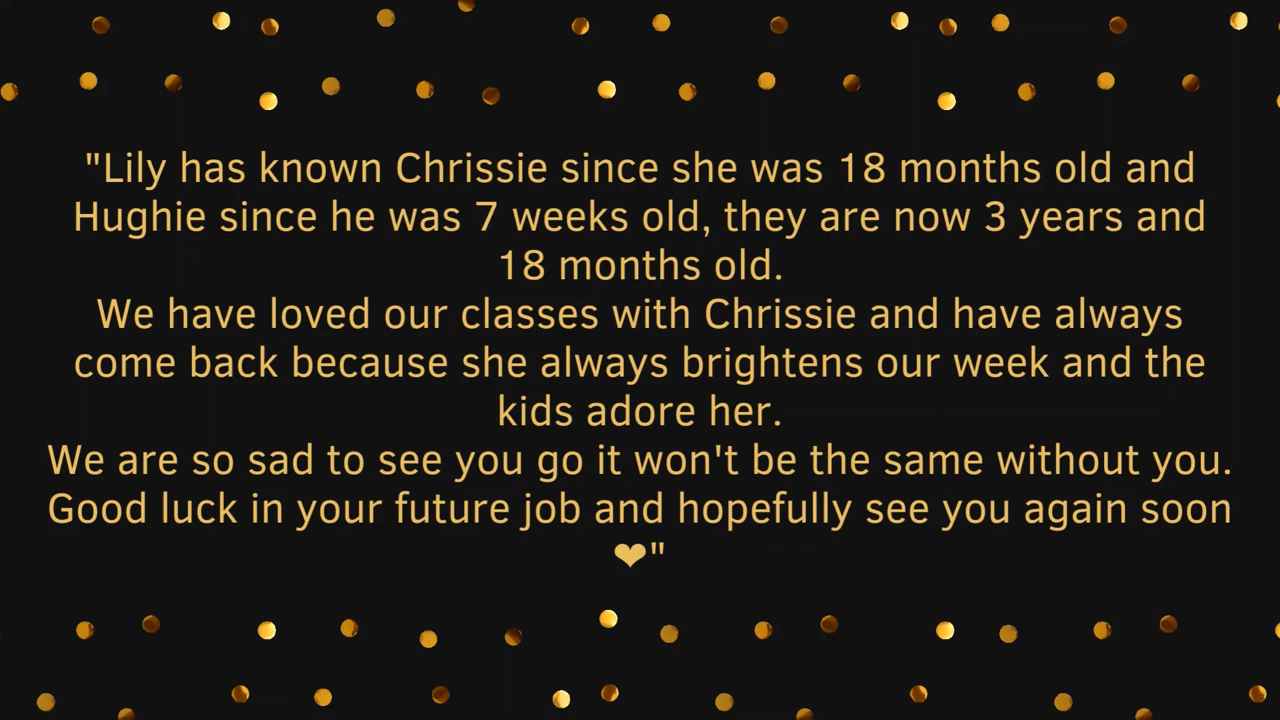 "Lily has known Chrissie since she was 18 months old and
Hughie since he was 7 weeks old, they are now 3 years and
18 months old.
We have loved our classes with Chrissie and have always
come back because she always brightens our week and the
kids adore her.
We are so sad to see you go it won't be the same without you.
Good luck in your future job and hopefully see you again soon
❤"